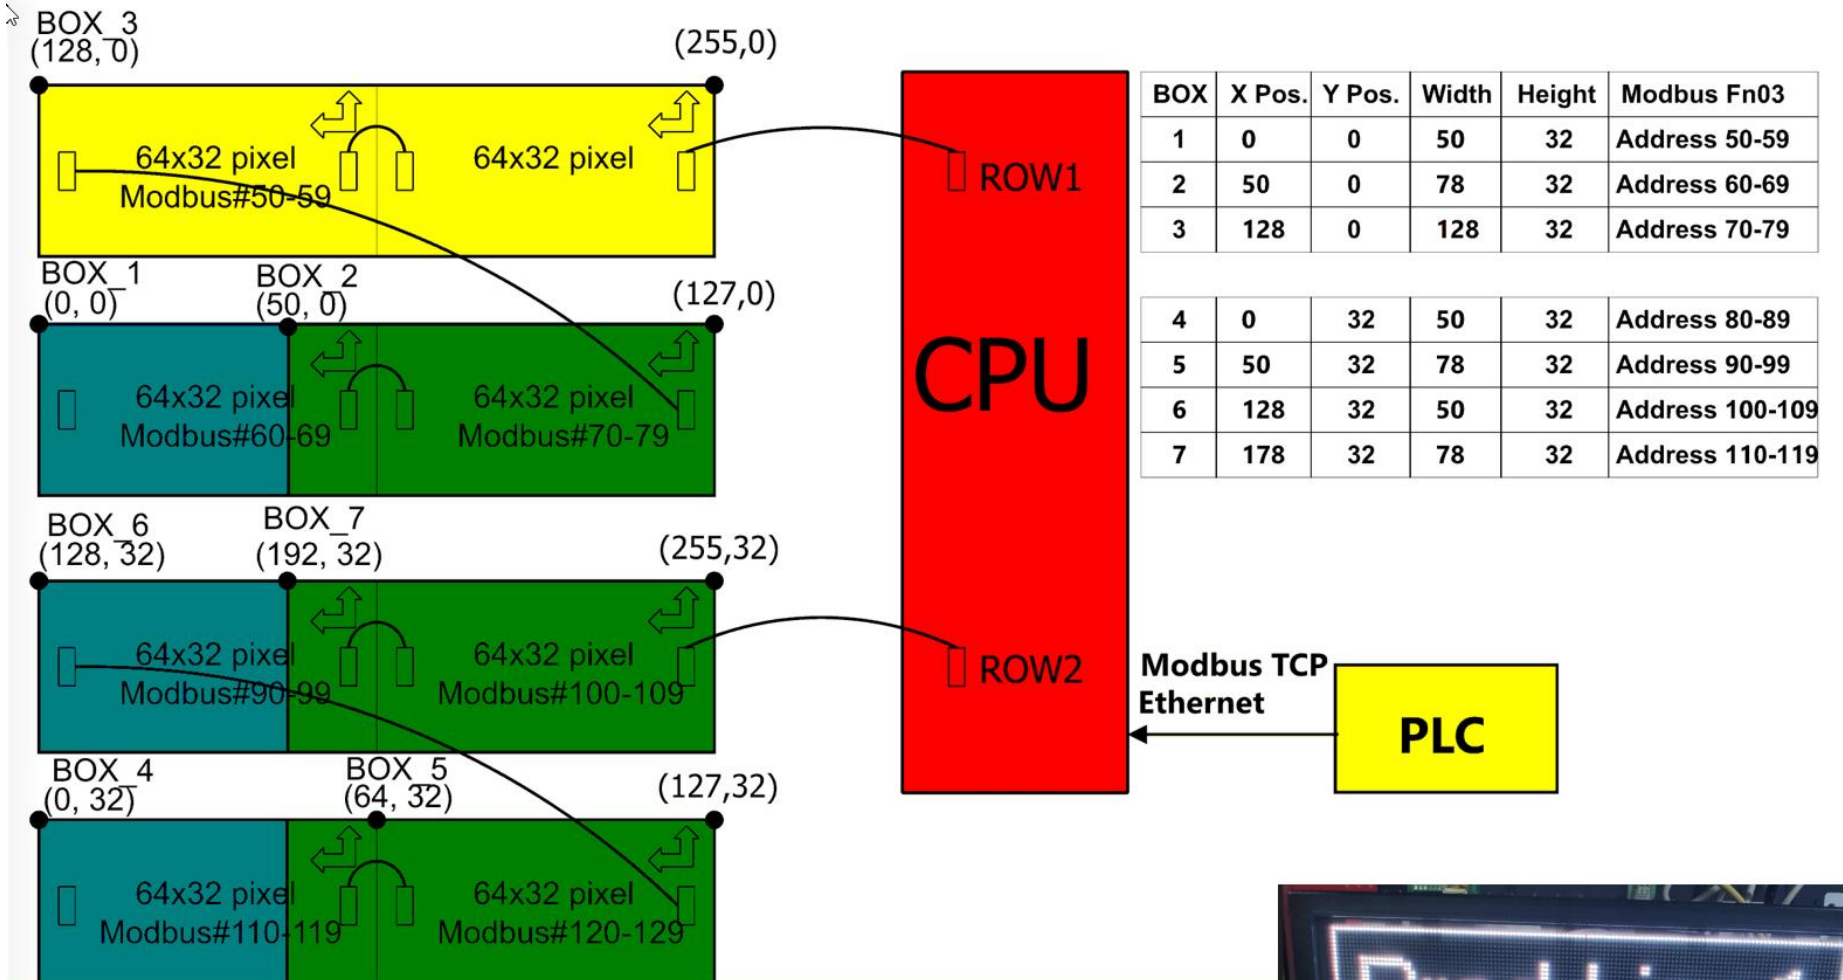 BOX_3
(128, 0)
(255,0)
64x32 pixel
Modbus#50-59
64x32 pixel
BOX_1
(0, 0)
BOX_2
(50, 0)
(127,0)
64x32 pixel
Modbus#60-69
64x32 pixel
Modbus#70-79
BOX_6
(128, 32)
BOX_7
(192, 32)
(255,32)
64x32 pixel
Modbus#90-99
64x32 pixel
Modbus#100-109
BOX_4
(0, 32)
BOX_5
(64, 32)
(127,32)
64x32 pixel
Modbus#110-119
64x32 pixel
Modbus#120-129
ROW1
CPU
ROW2
BOX X Pos. Y Pos. Width Height Modbus Fn03
1 0 0 50 32 Address 50-59
2 50 0 78 32 Address 60-69
3 128 0 128 32 Address 70-79
4 0 32 50 32 Address 80-89
5 50 32 78 32 Address 90-99
6 128 32 50 32 Address 100-109
7 178 32 78 32 Address 110-119
Modbus TCP
Ethernet
PLC